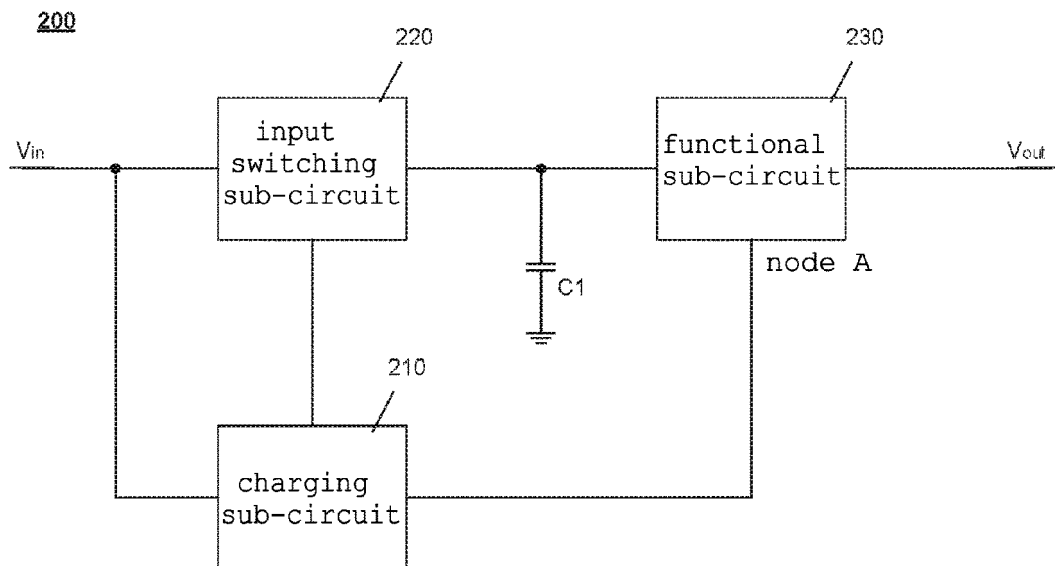 200
220
230
input
switching
sub-circuit
functional
sub-circuit
Vin
Vout
node A
C1
210
charging
sub-circuit